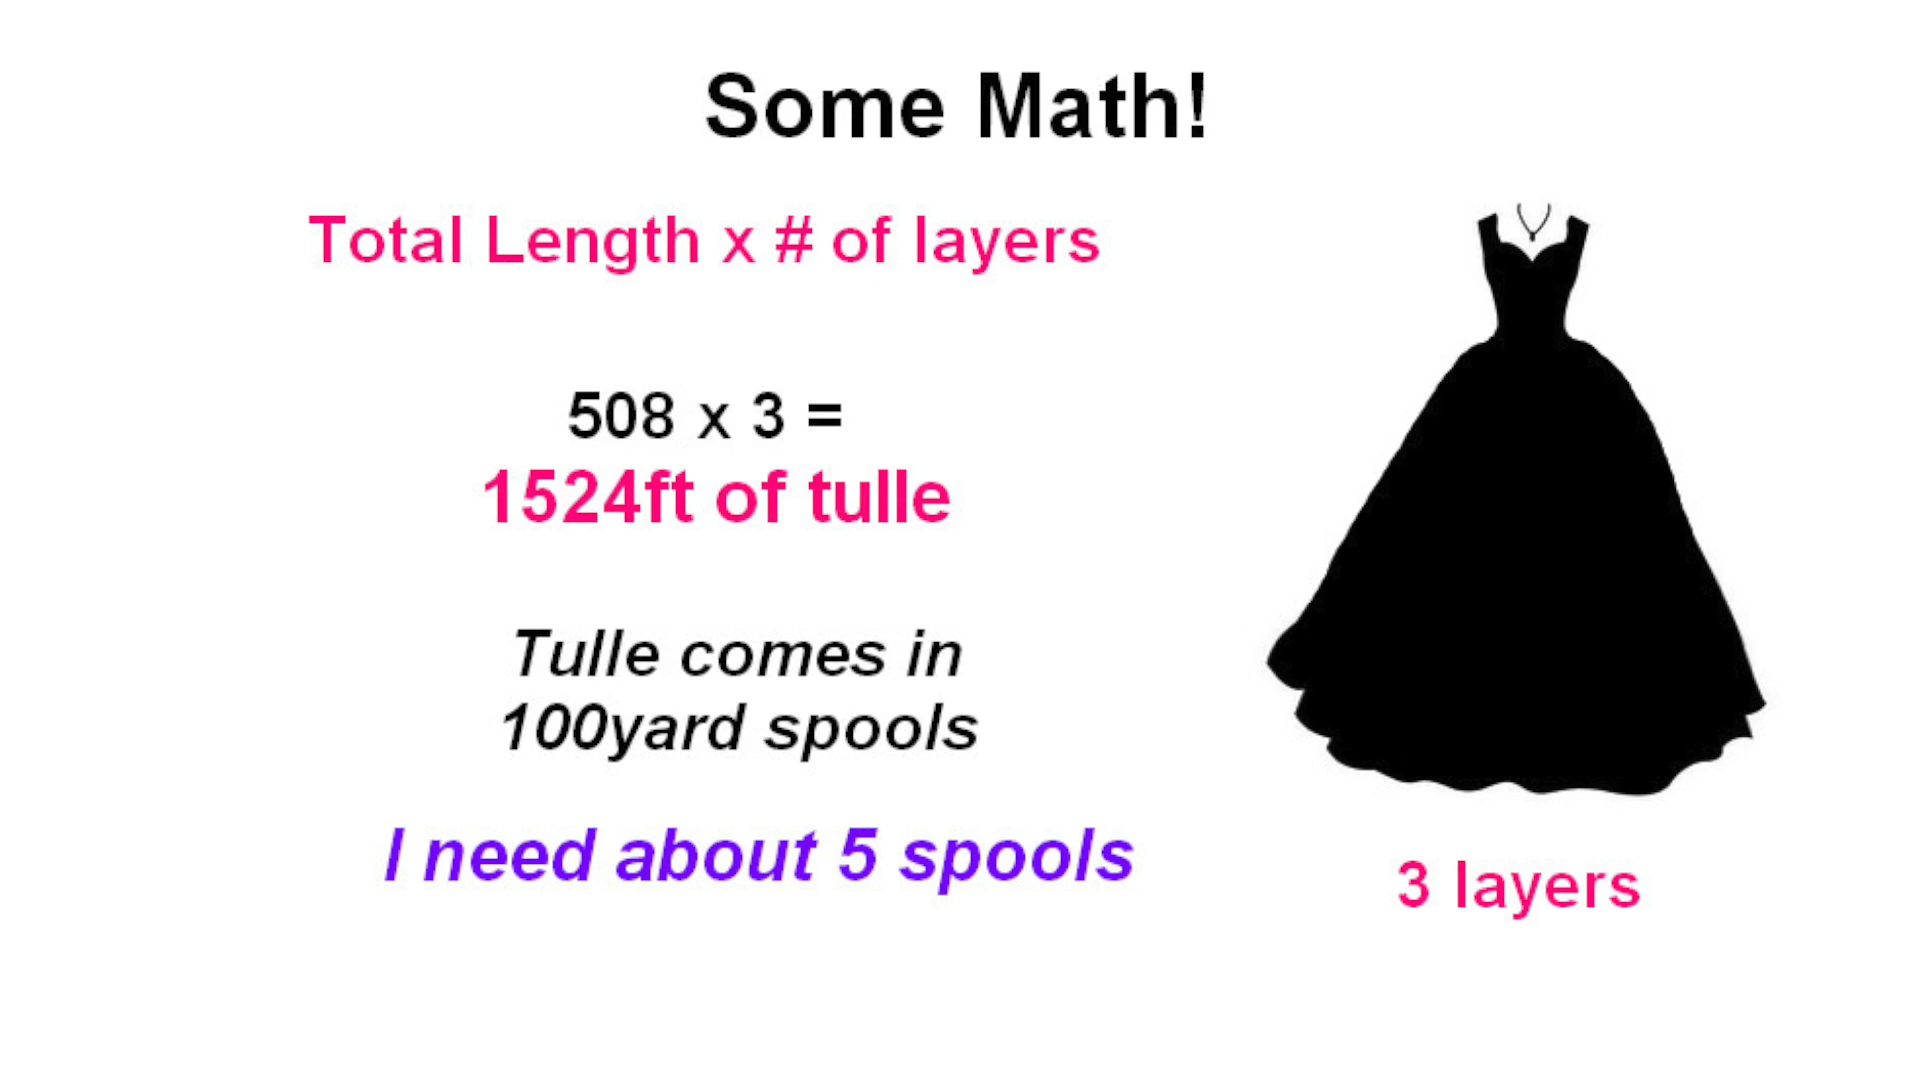 Some Math!
Total Length x # of layers
508 x 3 =
1524ft of tulle
Tulle comes in
100yard spools
I need about 5 spools
3 layers